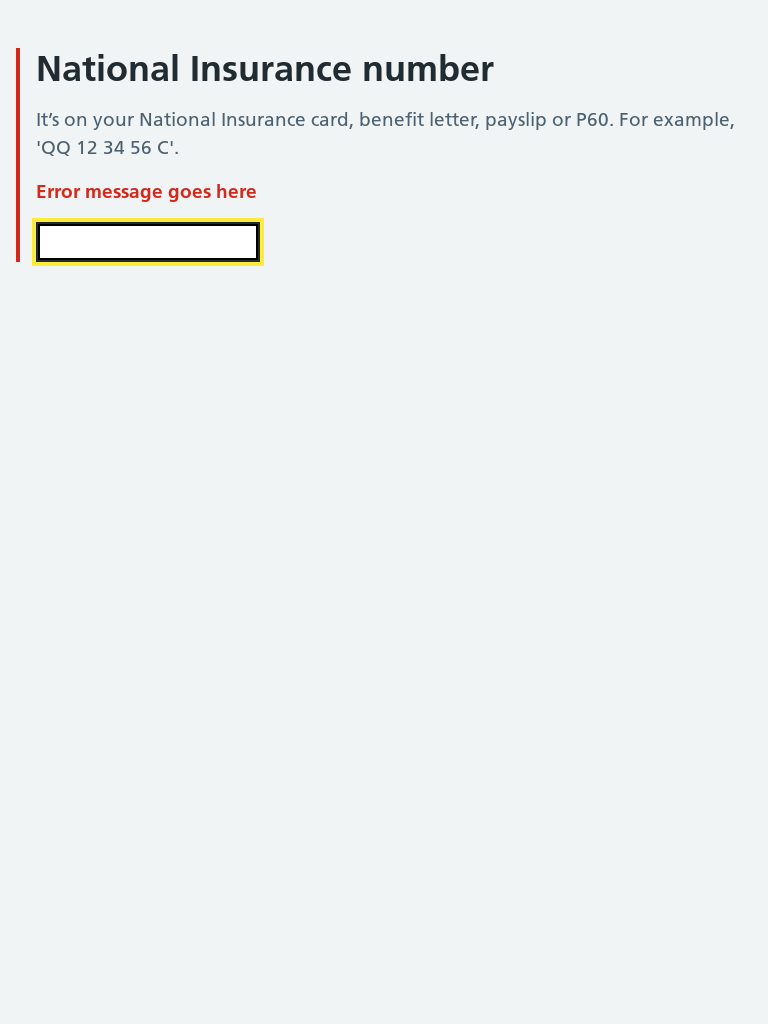 National Insurance number
It’s on your National Insurance card, benefit letter, payslip or P60. For example,
'QQ 12 34 56 C'.
Error message goes here